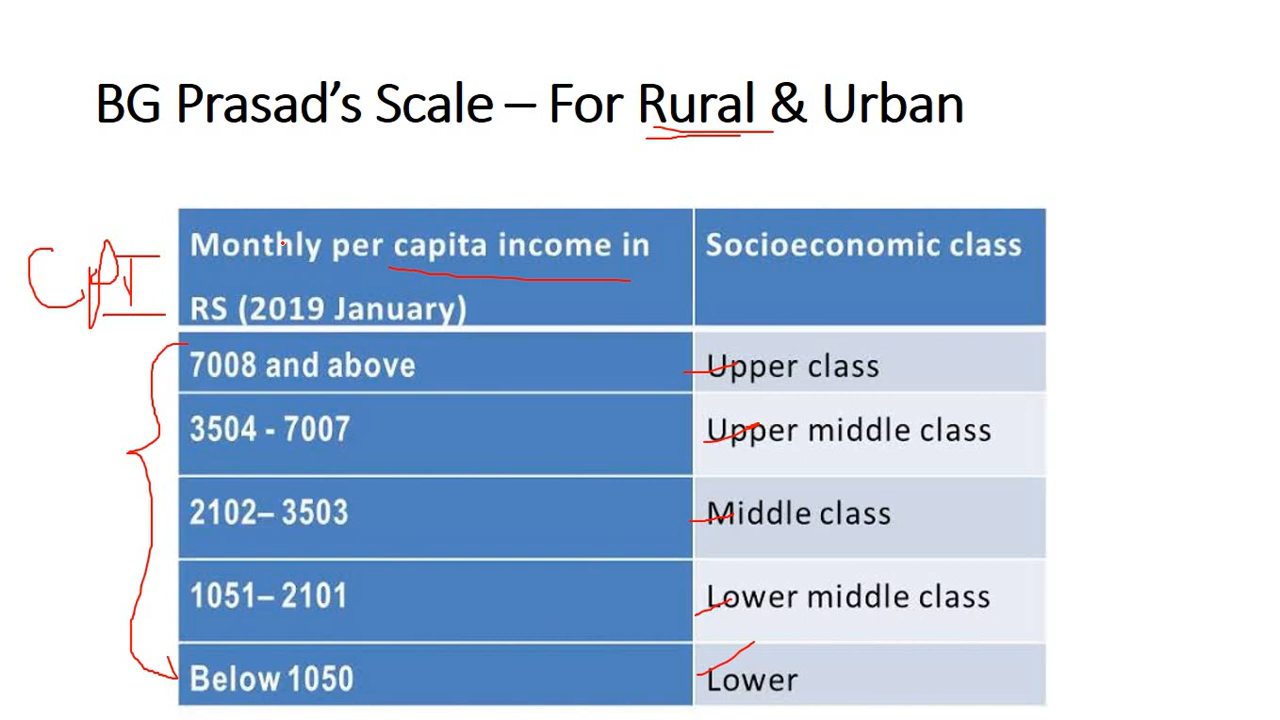 BG Prasad’s Scale – For Rural & Urban
Monthly per capita income in Socioeconomic class
RS (2019 January)
CPI
7008 and above Upper class
3504 - 7007 Upper middle class
2102– 3503 Middle class
1051– 2101 Lower middle class
Below 1050 Lower